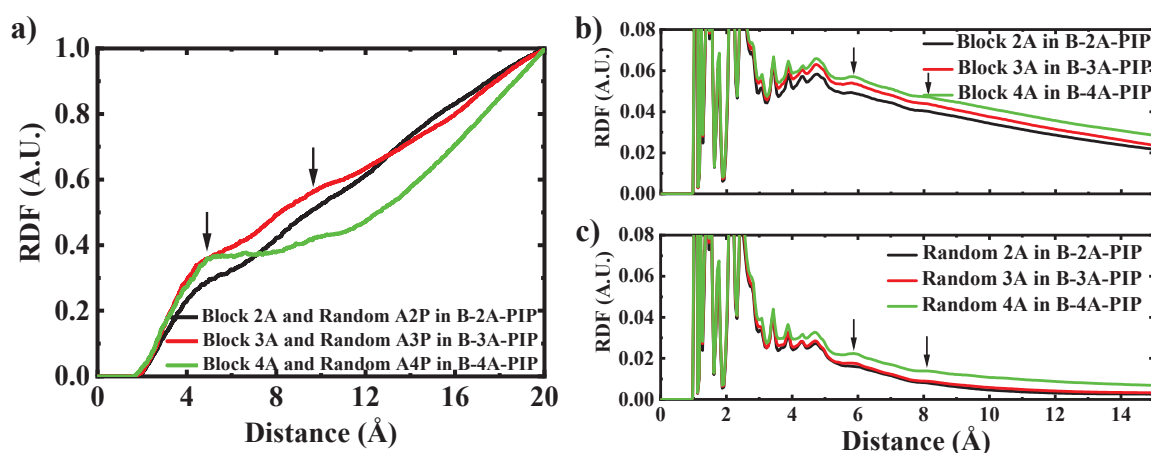 a)
RDF (A.U.)
1.0
0.8
0.6
0.4
0.2
0.0
Block 2A and Random A2P in B-2A-PIP
Block 3A and Random A3P in B-3A-PIP
Block 4A and Random A4P in B-4A-PIP
0 4 8 12 16 20
Distance (Å)
b)
RDF (A.U.)
0.08
0.06
0.04
0.02
0.00
Block 2A in B-2A-PIP
Block 3A in B-3A-PIP
Block 4A in B-4A-PIP
c)
RDF (A.U.)
0.08
0.06
0.04
0.02
0.00
Random 2A in B-2A-PIP
Random 3A in B-3A-PIP
Random 4A in B-4A-PIP
0 2 4 6 8 10 12 14
Distance (Å)